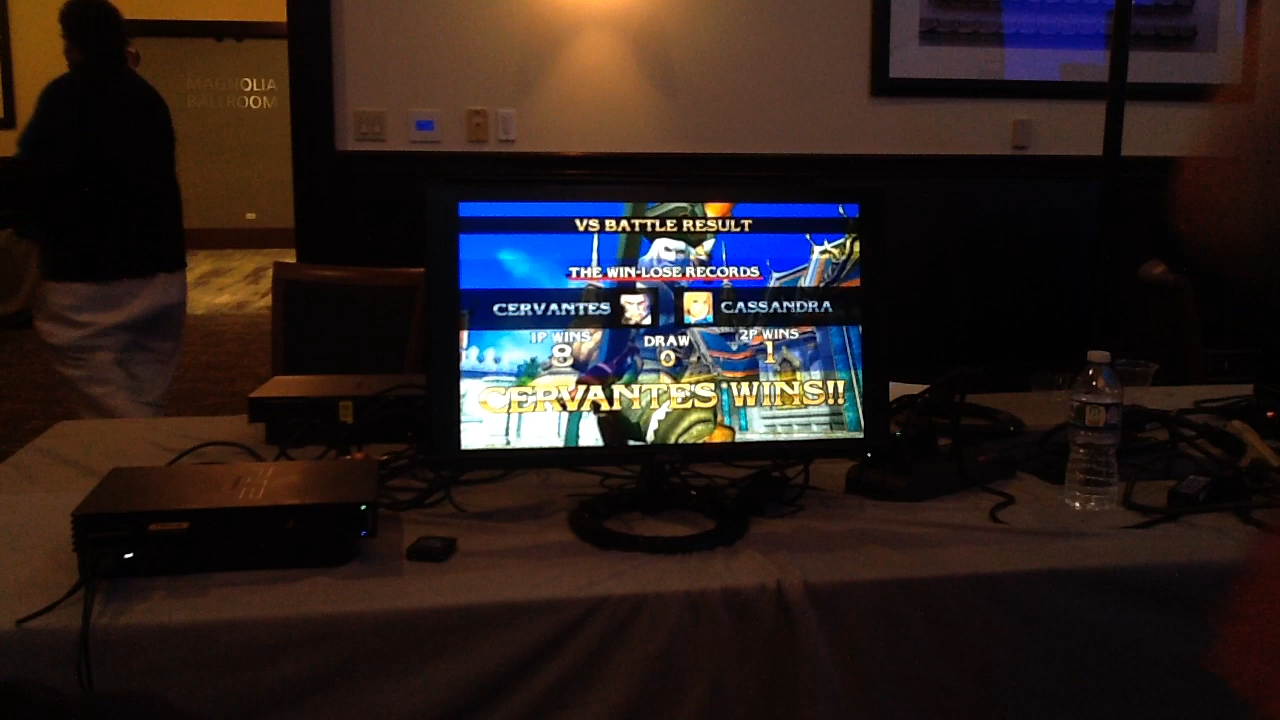 MAGNOLIA
BALLROOM
VS BATTLE RESULT
THE WIN-LOSE RECORDS
CERVANTES CASSANDRA
1P WINS DRAW 2P WINS
8 0 1
CERVANTES WINS!!